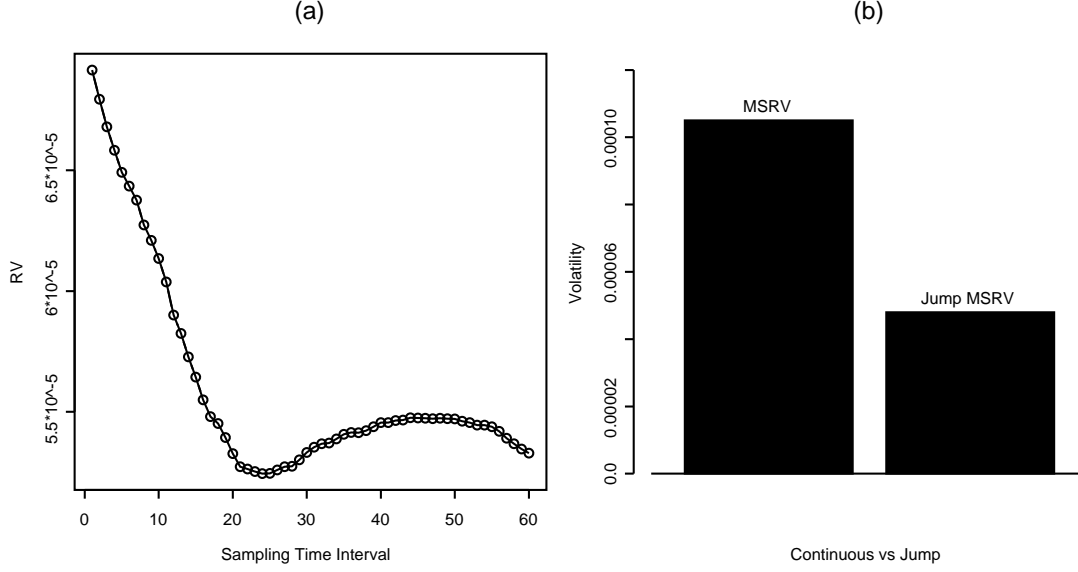 (a)
RV
6.5*10^-5
6*10^-5
5.5*10^-5
0 10 20 30 40 50 60
Sampling Time Interval
(b)
Volatility
0.00010
0.00006
0.00002
0.0
MSRV
Jump MSRV
Continuous vs Jump